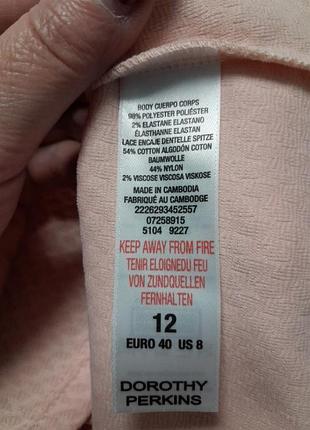 BODY CUERPO CORPS
98% POLYESTER POLIÉSTER
2% ELASTANE ELASTANO
ÉLASTHANNE ELASTAN
LACE ENCAJE DENTELLE SPITZE
54% COTTON ALGODÓN COTON
BAUMWOLLE
44% NYLON
2% VISCOSE VISCOSA VISKOSE
MADE IN CAMBODIA
FABRIQUÉ AU CAMBODGE
2226293452557
07258915
5104 9227
KEEP AWAY FROM FIRE
TENIR ELOIGNEDU FEU
VON ZUNDQUELLEN
FERNHALTEN
12
EURO 40 US 8
DOROTHY
PERKINS